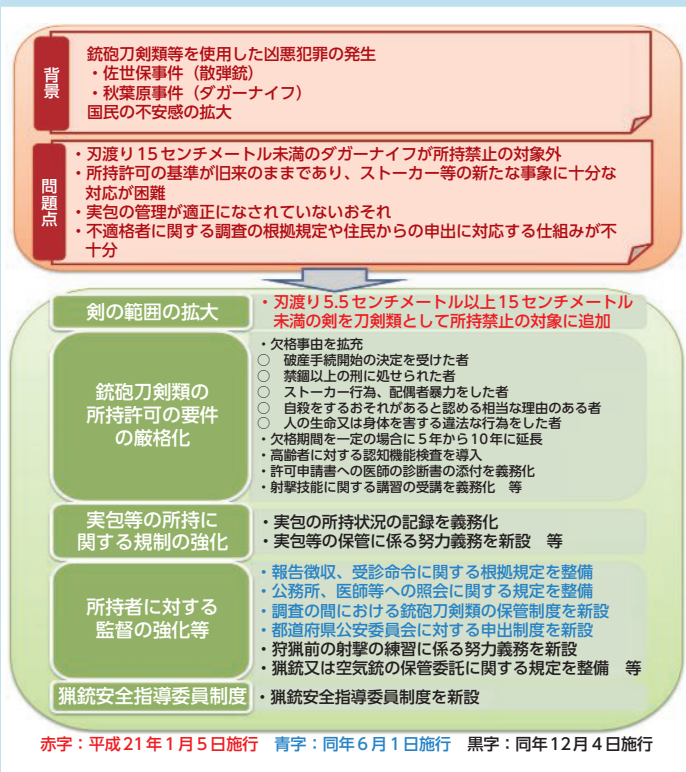 背景
銃砲刀剣類等を使用した凶悪犯罪の発生
・佐世保事件（散弾銃）
・秋葉原事件（ダガーナイフ）
国民の不安感の拡大
問題点
・刃渡り15センチメートル未満のダガーナイフが所持禁止の対象外
・所持許可の基準が旧来のままであり、ストーカー等の新たな事象に十分な
対応が困難
・実包の管理が適正になされていないおそれ
・不適格者に関する調査の根拠規定や住民からの申出に対応する仕組みが不
十分
剣の範囲の拡大
・刃渡り5.5センチメートル以上15センチメートル
未満の剣を刀剣類として所持禁止の対象に追加
銃砲刀剣類の
所持許可の要件
の厳格化
・欠格事由を拡充
○　破産手続開始の決定を受けた者
○　禁錮以上の刑に処せられた者
○　ストーカー行為、配偶者暴力をした者
○　自殺をするおそれがあると認める相当な理由のある者
○　人の生命又は身体を害する違法な行為をした者
・欠格期間を一定の場合に5年から10年に延長
・高齢者に対する認知機能検査を導入
・許可申請書への医師の診断書の添付を義務化
・射撃技能に関する講習の受講を義務化　等
実包等の所持に
関する規制の強化
・実包の所持状況の記録を義務化
・実包等の保管に係る努力義務を新設　等
所持者に対する
監督の強化等
・報告徴収、受診命令に関する根拠規定を整備
・公務所、医師等への照会に関する規定を整備
・調査の間における銃砲刀剣類の保管制度を新設
・都道府県公安委員会に対する申出制度を新設
・狩猟前の射撃の練習に係る努力義務を新設
・猟銃又は空気銃の保管委託に関する規定を整備　等
猟銃安全指導委員制度
・猟銃安全指導委員制度を新設
赤字：平成21年1月5日施行　青字：同年6月1日施行　黒字：同年12月4日施行